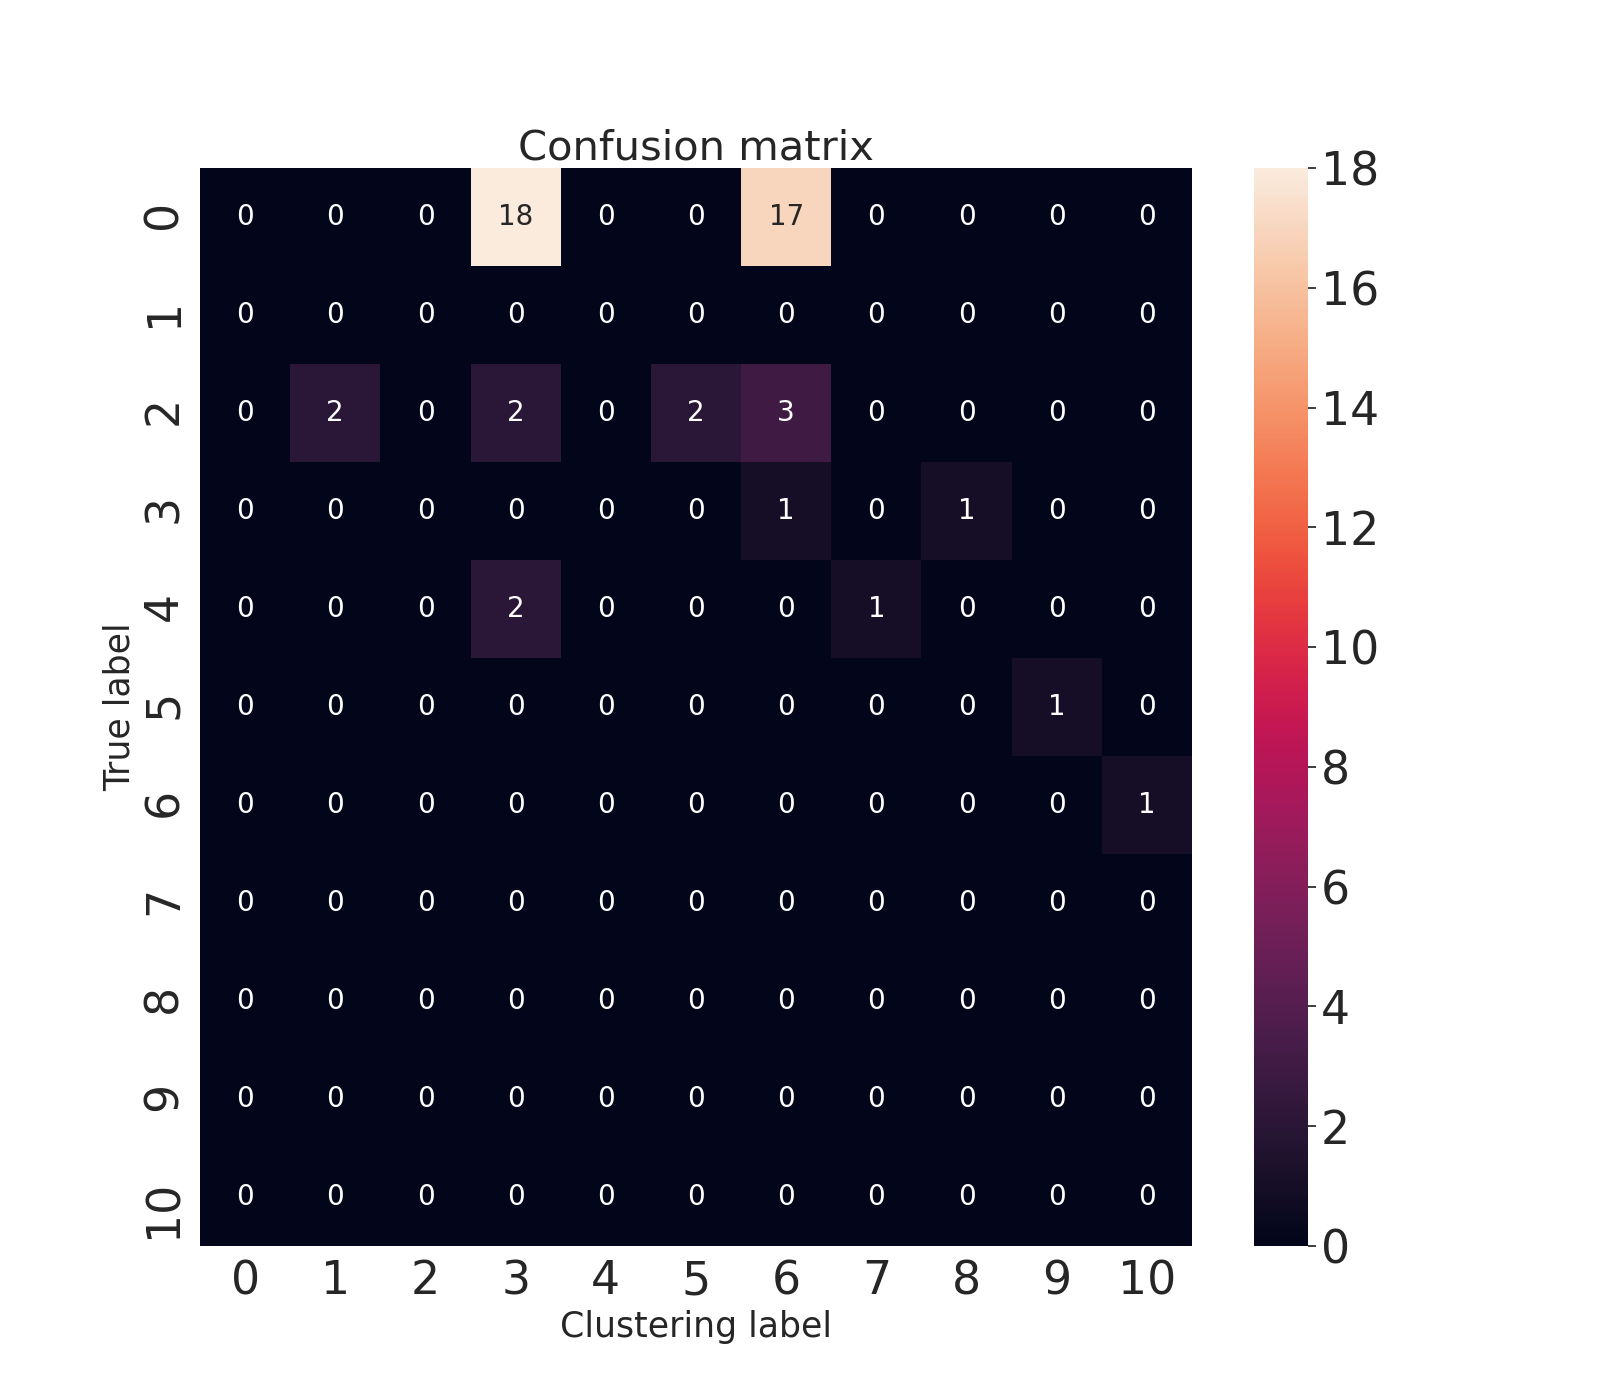 Confusion matrix
0 0 0 0 18 0 0 17 0 0 0 0
1 0 0 0 0 0 0 0 0 0 0 0
2 0 2 0 2 0 2 3 0 0 0 0
3 0 0 0 0 0 0 1 0 1 0 0
4 0 0 0 2 0 0 0 1 0 0 0
5 0 0 0 0 0 0 0 0 0 1 0
6 0 0 0 0 0 0 0 0 0 0 1
7 0 0 0 0 0 0 0 0 0 0 0
8 0 0 0 0 0 0 0 0 0 0 0
9 0 0 0 0 0 0 0 0 0 0 0
10 0 0 0 0 0 0 0 0 0 0 0
0 1 2 3 4 5 6 7 8 9 10
Clustering label
True label
18
16
14
12
10
8
6
4
2
0